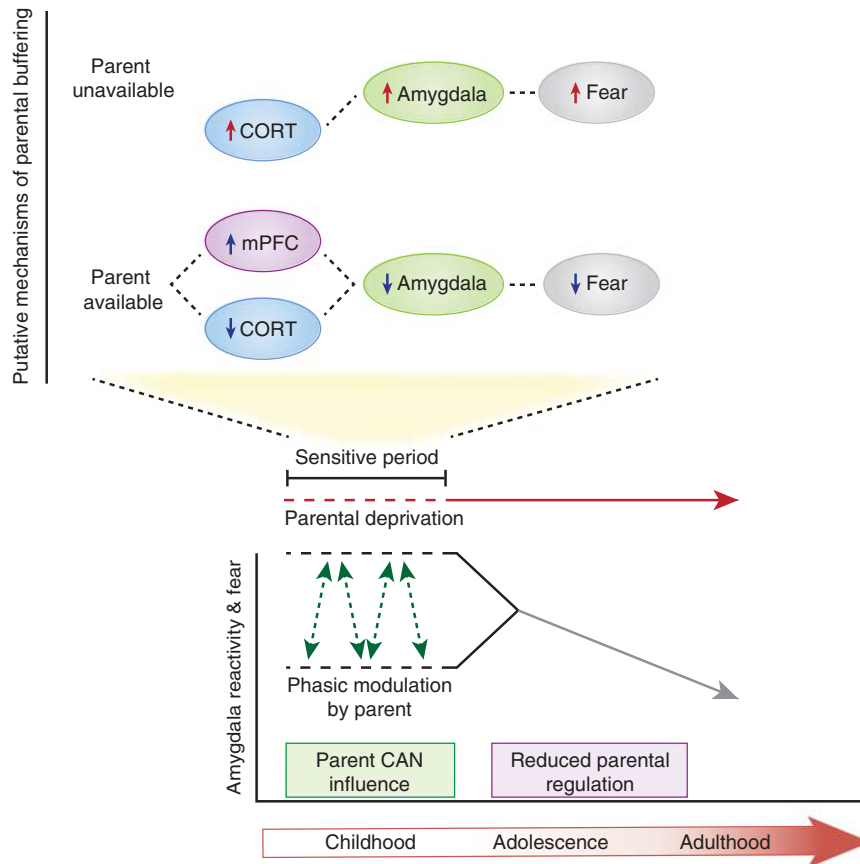 Putative mechanisms of parental buffering
Parent
unavailable
CORT
Amygdala
Fear
Parent
available
mPFC
CORT
Amygdala
Fear
Sensitive period
Parental deprivation
Amygdala reactivity & fear
Phasic modulation
by parent
Parent CAN
influence
Reduced parental
regulation
Childhood
Adolescence
Adulthood